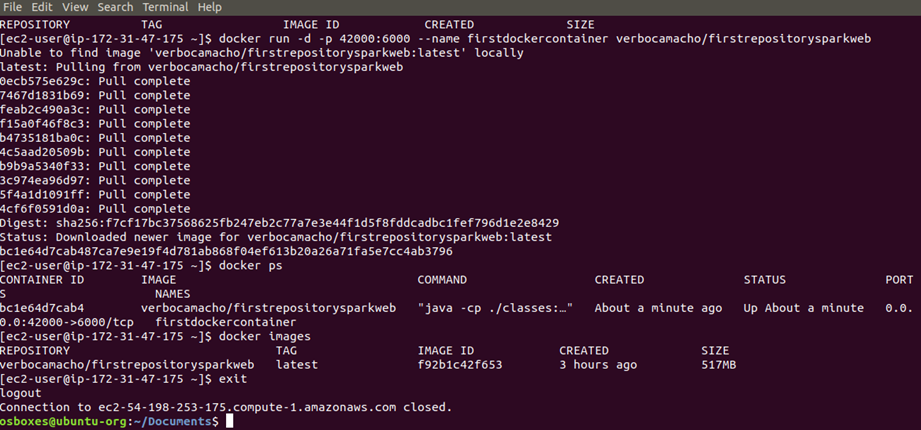 File Edit View Search Terminal Help
REPOSITORY TAG IMAGE ID CREATED SIZE
[ec2-user@ip-172-31-47-175 ~]$ docker run -d -p 42000:6000 --name firstdockercontainer verbocamacho/firstrepositorysparkweb
Unable to find image 'verbocamacho/firstrepositorysparkweb:latest' locally
latest: Pulling from verbocamacho/firstrepositorysparkweb
0ecb575e629c: Pull complete
7467d1831b69: Pull complete
feab2c490a3c: Pull complete
f15a0f46f8c3: Pull complete
b4735181ba0c: Pull complete
4c5aad20509b: Pull complete
b9b9a5340f33: Pull complete
3c974ea96d97: Pull complete
5f4a1d1091ff: Pull complete
4cf6f0591d0a: Pull complete
Digest: sha256:f7cf17bc37568625fb247eb2c77a7e3e44f1d5f8fddcadbc1fef796d1e2e8429
Status: Downloaded newer image for verbocamacho/firstrepositorysparkweb:latest
bc1e64d7cab487ca7e9e19f4d781ab868f04ef613b20a26a71fa5e7cc4ab3796
[ec2-user@ip-172-31-47-175 ~]$ docker ps
CONTAINER ID IMAGE COMMAND CREATED STATUS PORT
S NAMES
bc1e64d7cab4 verbocamacho/firstrepositorysparkweb "java -cp ./classes:…" About a minute ago Up About a minute 0.0.
0.0:42000->6000/tcp firstdockercontainer
[ec2-user@ip-172-31-47-175 ~]$ docker images
REPOSITORY TAG IMAGE ID CREATED SIZE
verbocamacho/firstrepositorysparkweb latest f92b1c42f653 3 hours ago 517MB
[ec2-user@ip-172-31-47-175 ~]$ exit
logout
Connection to ec2-54-198-253-175.compute-1.amazonaws.com closed.
osboxes@ubuntu-org:~/Documents$